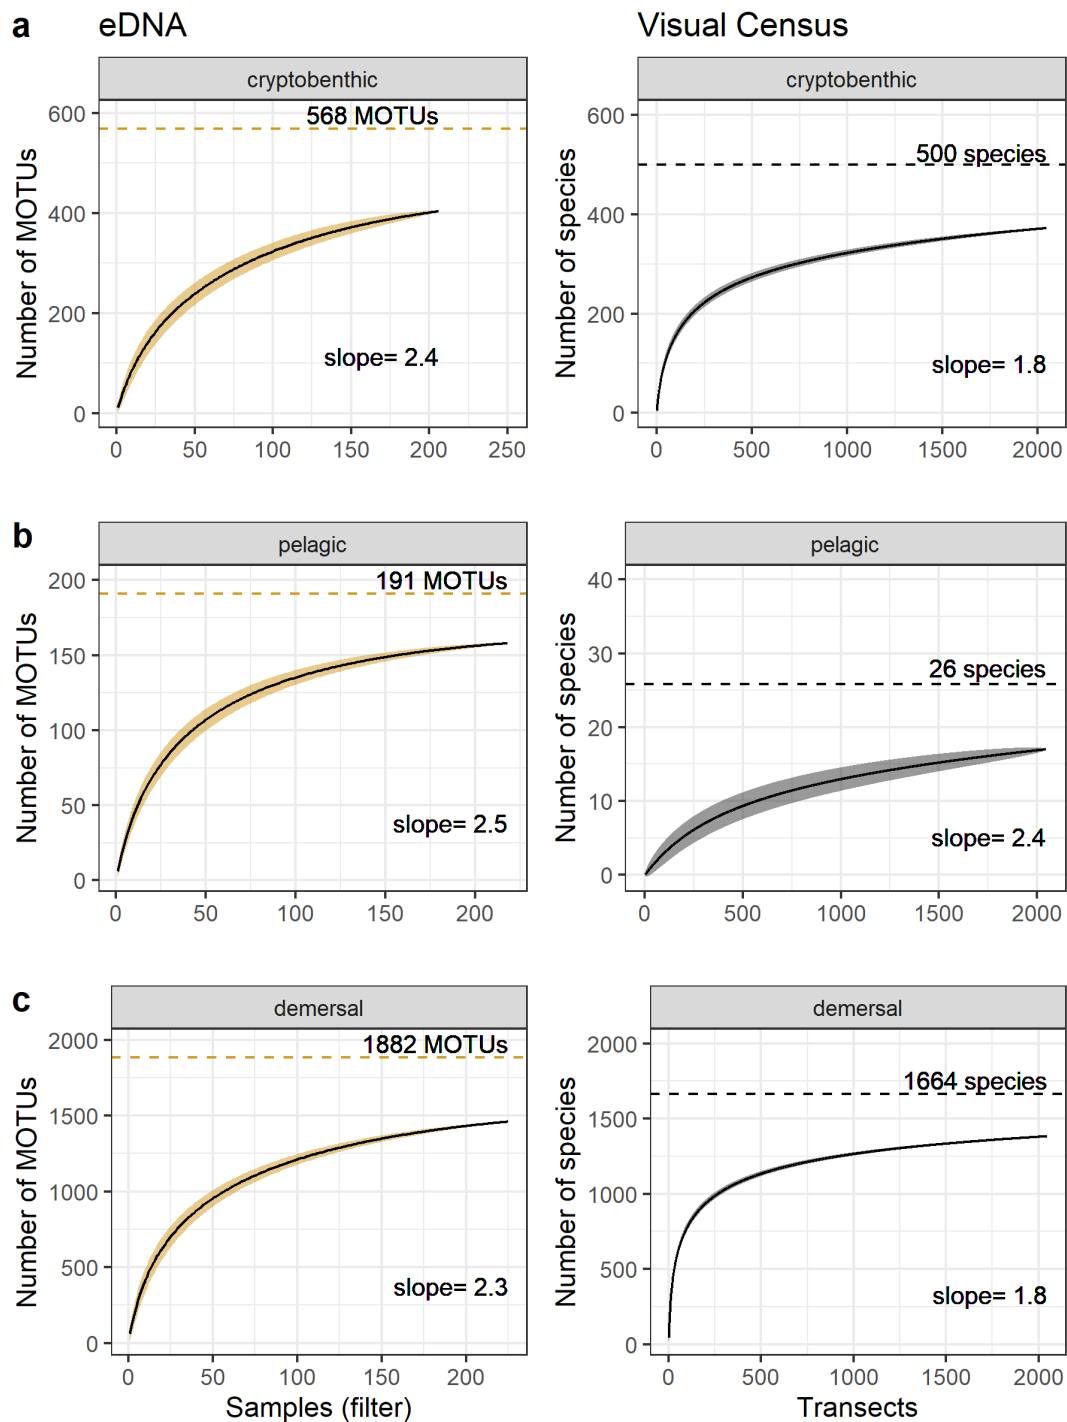 a eDNA Visual Census
cryptobenthic cryptobenthic
Number of MOTUs
600
400
200
0
568 MOTUs
slope= 2.4
0 50 100 150 200 250
Number of species
600
400
200
0
500 species
slope= 1.8
0 500 1000 1500 2000
b
pelagic pelagic
Number of MOTUs
200
150
100
50
0
191 MOTUs
slope= 2.5
0 50 100 150 200
Number of species
40
30
20
10
0
26 species
slope= 2.4
0 500 1000 1500 2000
c
demersal demersal
Number of MOTUs
2000
1500
1000
500
0
1882 MOTUs
slope= 2.3
0 50 100 150 200
Samples (filter)
Number of species
2000
1500
1000
500
0
1664 species
slope= 1.8
0 500 1000 1500 2000
Transects